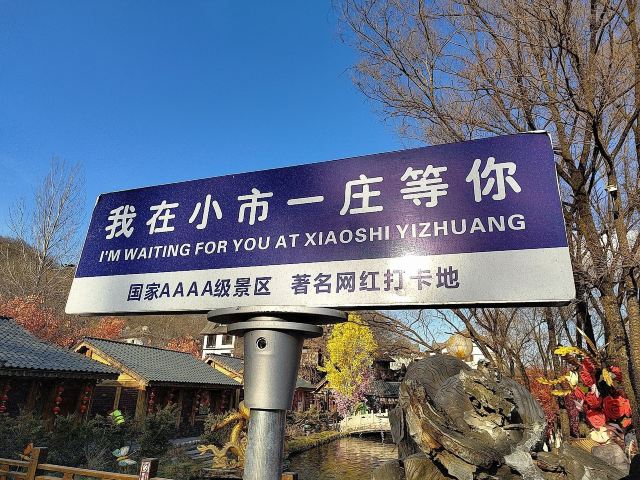 我在小市一庄等你
I'M WAITING FOR YOU AT XIAOSHI YIZHUANG
国家AAAA级景区 著名网红打卡地